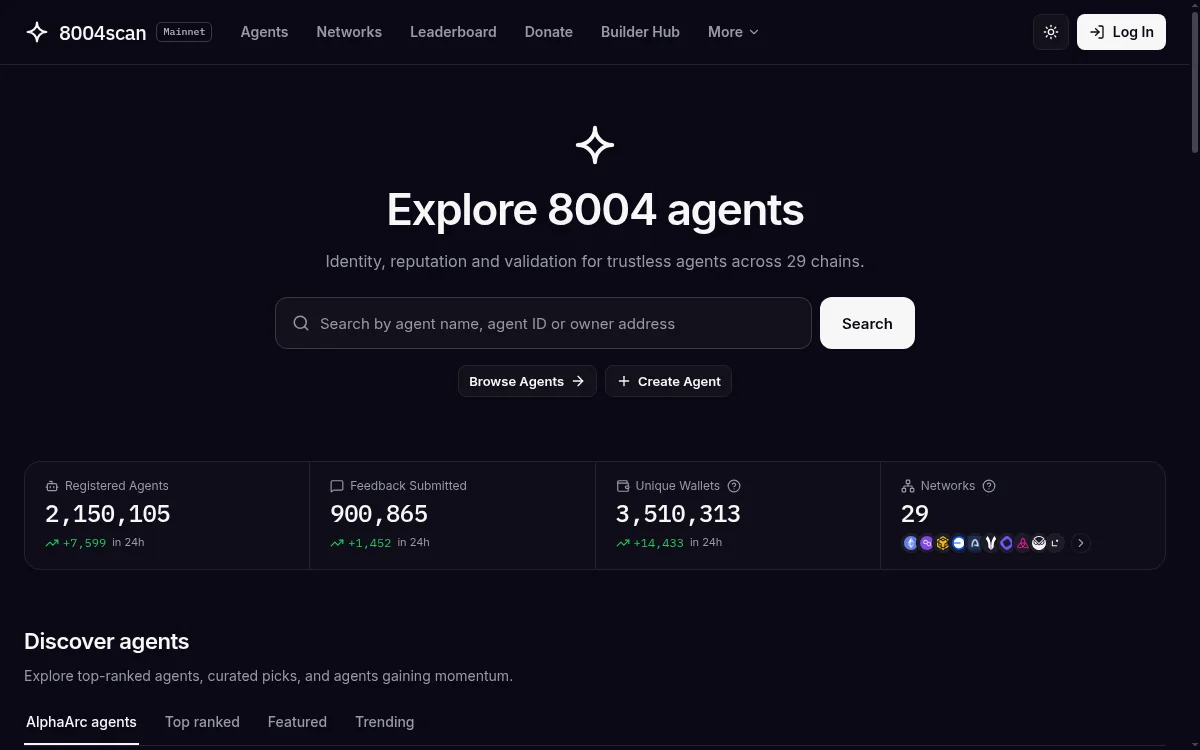 8004scan Mainnet Agents Networks Leaderboard Donate Builder Hub More Log In
Explore 8004 agents
Identity, reputation and validation for trustless agents across 29 chains.
Search by agent name, agent ID or owner address Search
Browse Agents Create Agent
Registered Agents Feedback Submitted Unique Wallets Networks
2,150,105 900,865 3,510,313 29
+7,599 in 24h +1,452 in 24h +14,433 in 24h
Discover agents
Explore top-ranked agents, curated picks, and agents gaining momentum.
AlphaArc agents Top ranked Featured Trending